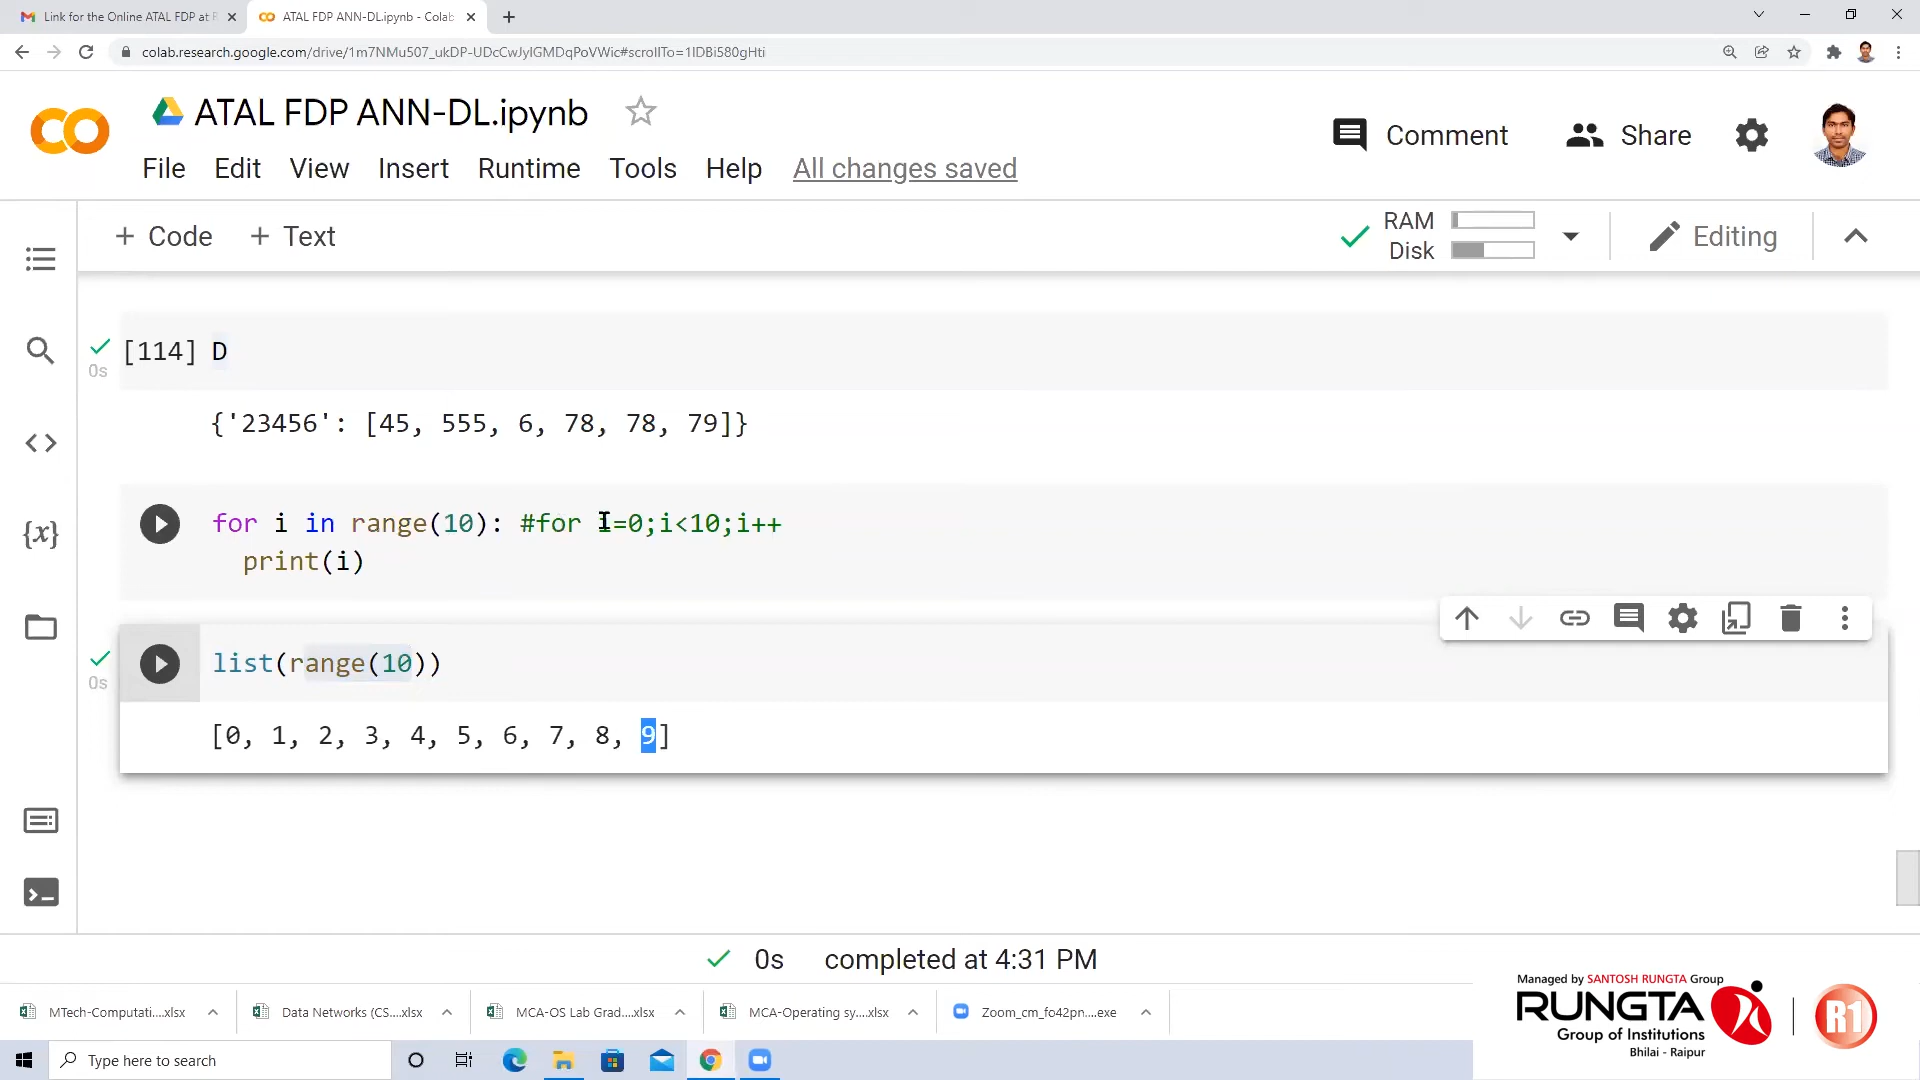 Link for the Online ATAL FDP at R
ATAL FDP ANN-DL.ipynb - Colab
colab.research.google.com/drive/1m7NMu507_ukDP-UDcCwJyIGMDqPoVWic#scrollTo=1IDBi580gHti
ATAL FDP ANN-DL.ipynb
Comment
Share
File Edit View Insert Runtime Tools Help All changes saved
+ Code + Text
RAM
Disk
Editing
[114] D
0s
{'23456': [45, 555, 6, 78, 78, 79]}
for i in range(10): #for i=0;i<10;i++
print(i)
list(range(10))
0s
[0, 1, 2, 3, 4, 5, 6, 7, 8, 9]
0s completed at 4:31 PM
MTech-Computati....xlsx
Data Networks (CS....xlsx
MCA-OS Lab Grad....xlsx
MCA-Operating sy....xlsx
Zoom_cm_fo42pn....exe
Type here to search
Managed by SANTOSH RUNGTA Group
RUNGTA
Group of Institutions
Bhilai - Raipur
R1